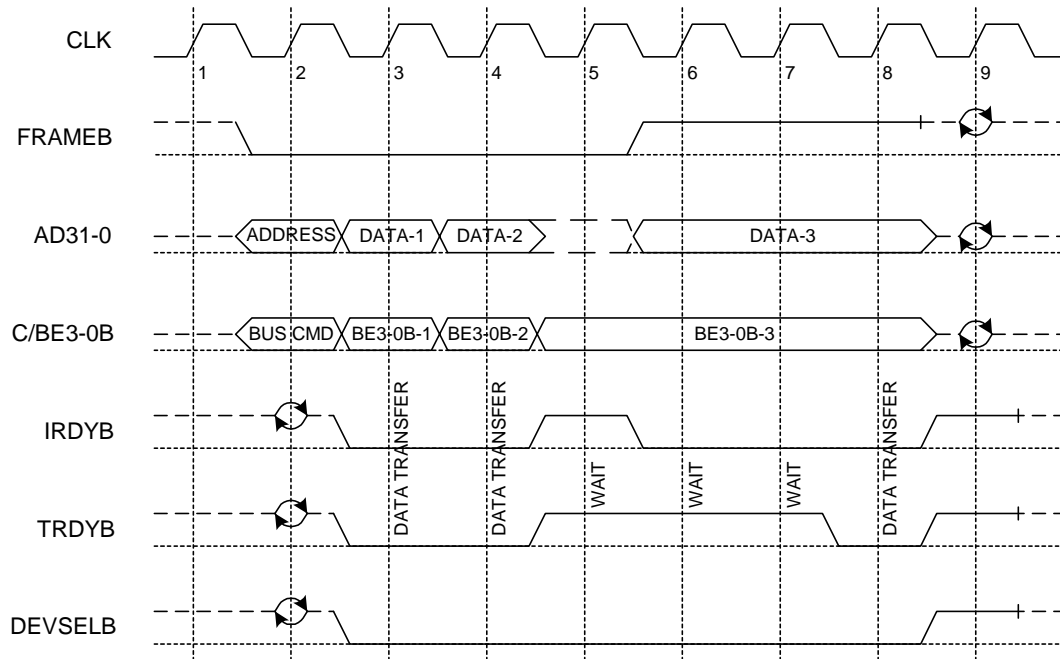 CLK
1 2 3 4 5 6 7 8 9
FRAMEB
AD31-0
ADDRESS DATA-1 DATA-2 DATA-3
C/BE3-0B
BUS CMD BE3-0B-1 BE3-0B-2 BE3-0B-3
IRDYB
DATA TRANSFER
DATA TRANSFER
WAIT
WAIT
WAIT
DATA TRANSFER
TRDYB
DEVSELB